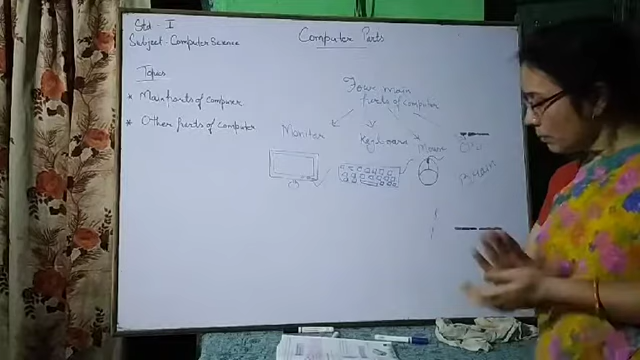 Std - I
Subject - Computer Science
Computer Parts
Topics
* Main parts of computer
* Other parts of computer
Four main
parts of computer
Monitor
Keyboard
Mouse
CPU
Brain